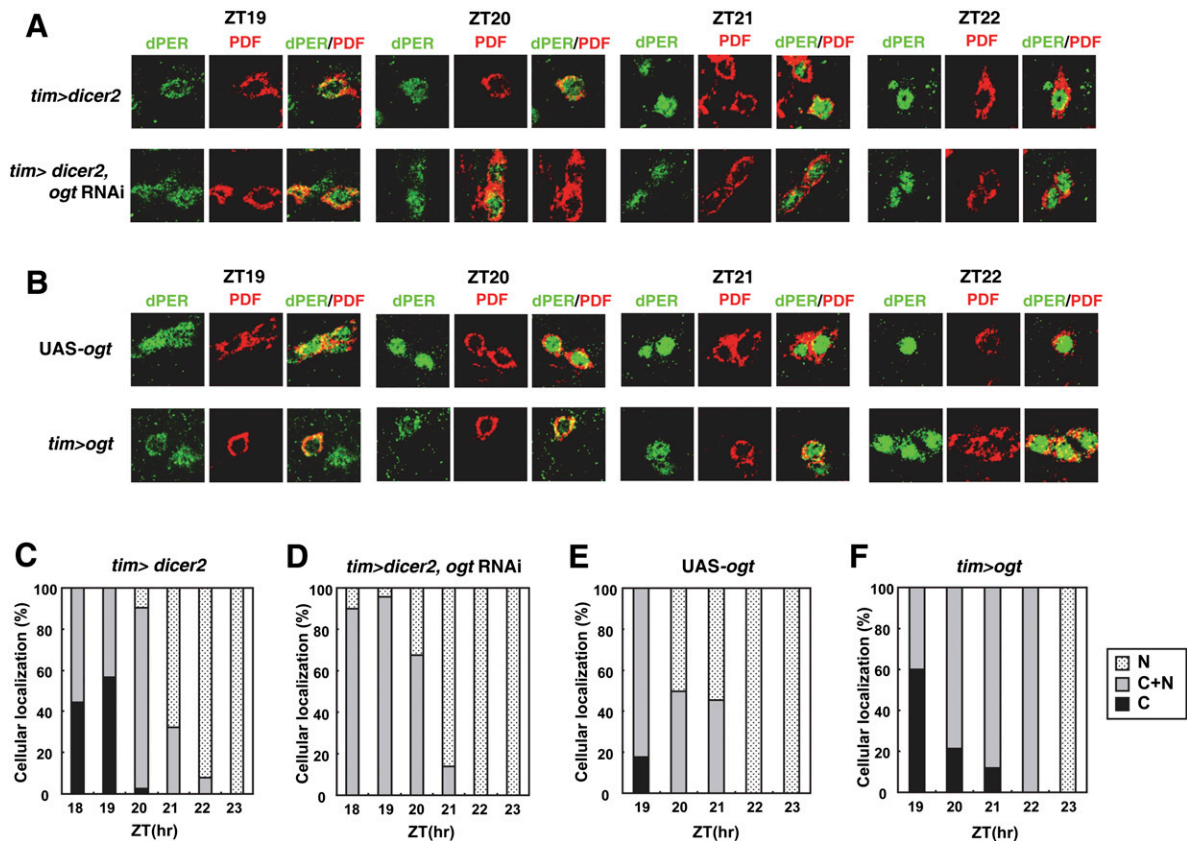 A
ZT19 ZT20 ZT21 ZT22
dPER PDF dPER/PDF dPER PDF dPER/PDF dPER PDF dPER/PDF dPER PDF dPER/PDF
tim>dicer2
tim> dicer2,
ogt RNAi
B
ZT19 ZT20 ZT21 ZT22
dPER PDF dPER/PDF dPER PDF dPER/PDF dPER PDF dPER/PDF dPER PDF dPER/PDF
UAS-ogt
tim>ogt
C
tim> dicer2
Cellular localization (%)
100
80
60
40
20
0
18 19 20 21 22 23
ZT(hr)
D
tim>dicer2, ogt RNAi
Cellular localization (%)
100
80
60
40
20
0
18 19 20 21 22 23
ZT(hr)
E
UAS-ogt
Cellular localization (%)
100
80
60
40
20
0
19 20 21 22 23
ZT(hr)
F
tim>ogt
Cellular localization (%)
100
80
60
40
20
0
19 20 21 22 23
ZT(hr)
N
C+N
C